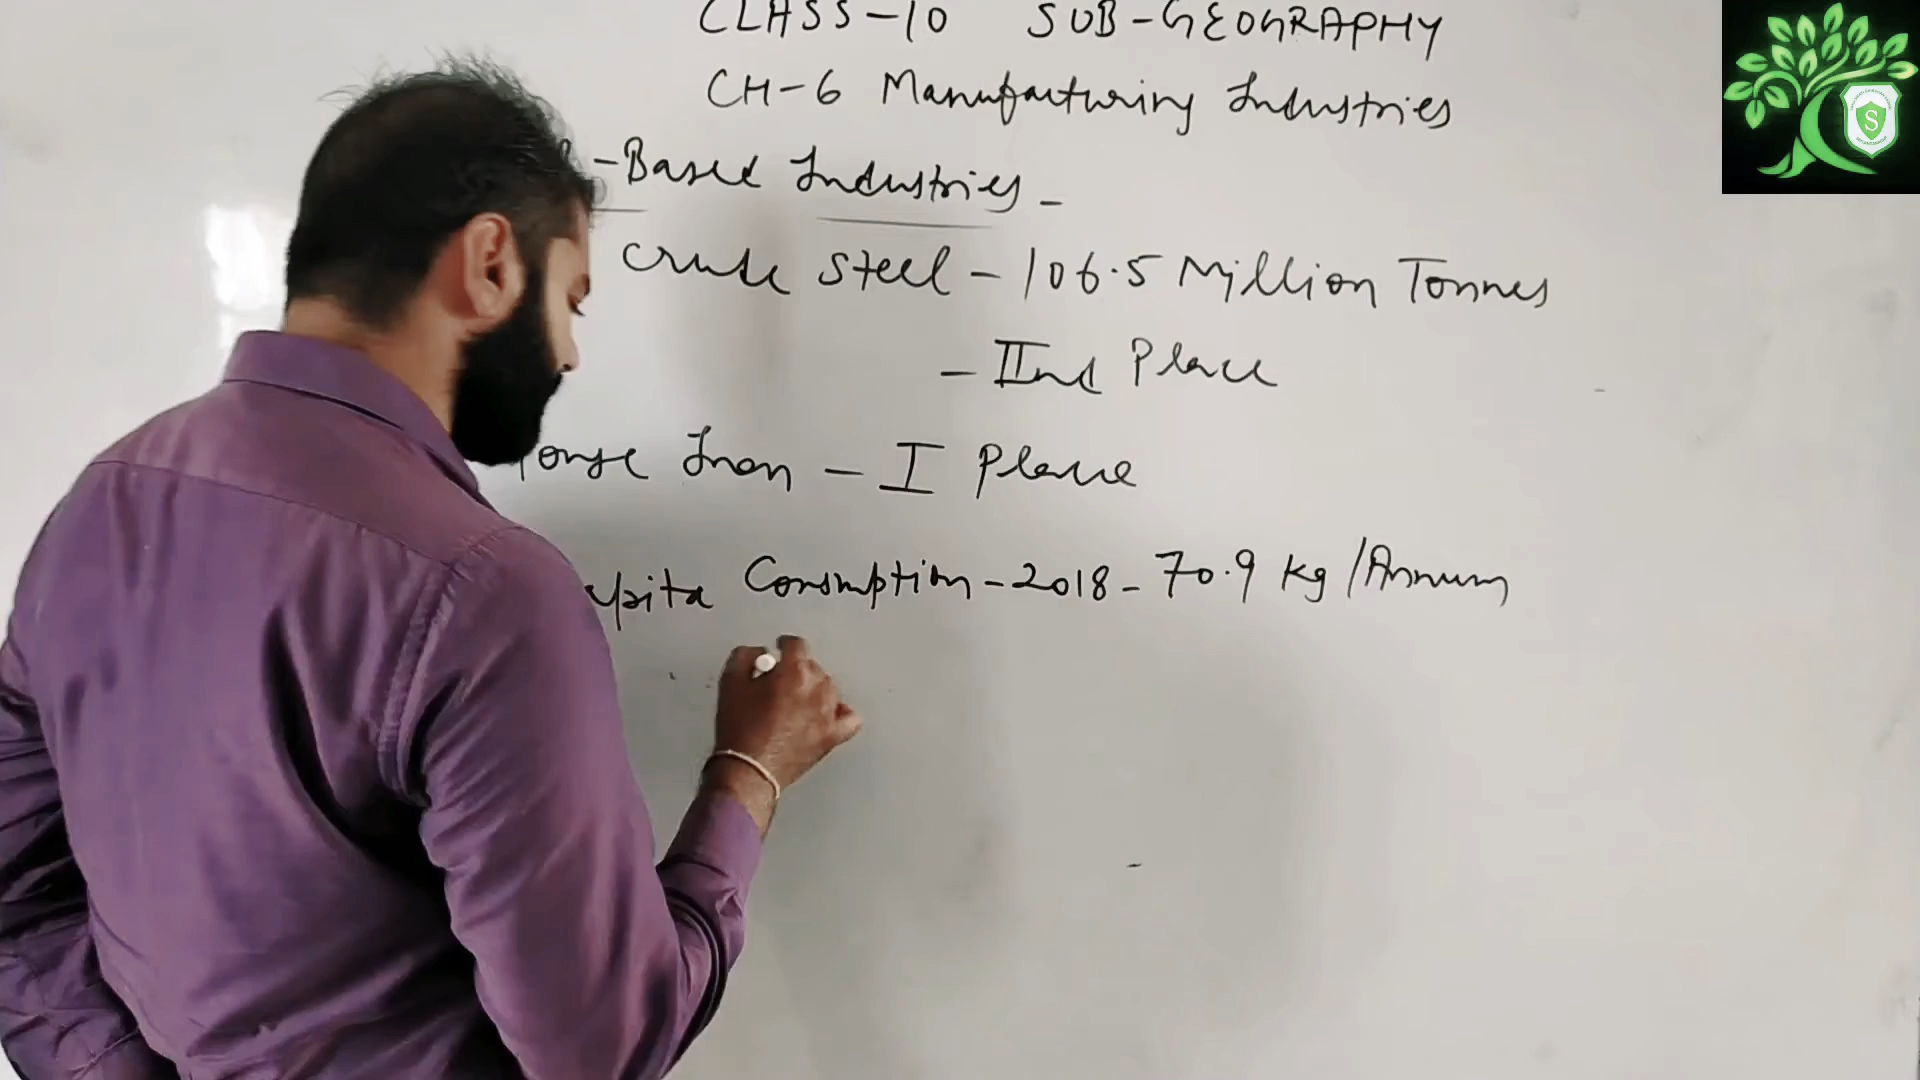 CLASS-10 SUB-GEOGRAPHY
CH-6 Manufacturing Industries
-Based Industries -
Crude Steel - 106.5 Million Tonnes
- IInd Place
Iron - I Place
Consmption - 2018 - 70.9 kg/Annum
S